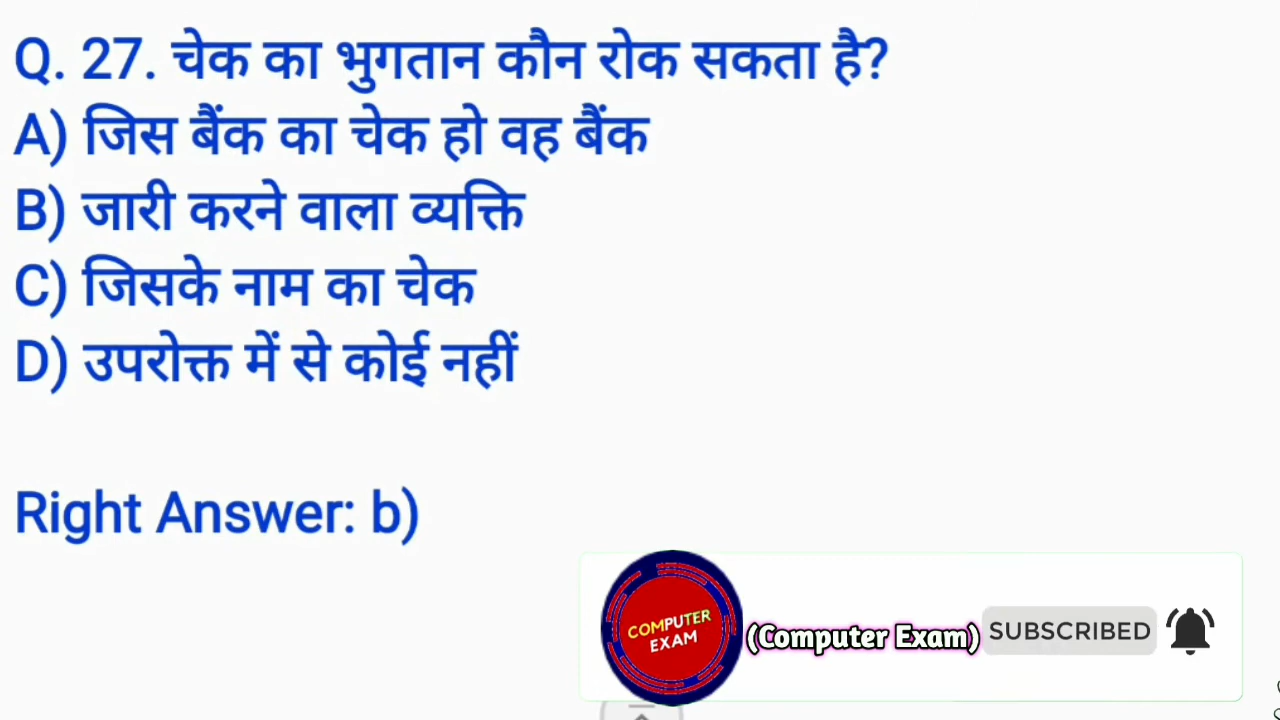 Q. 27. चेक का भुगतान कौन रोक सकता है?
A) जिस बैंक का चेक हो वह बैंक
B) जारी करने वाला व्यक्ति
C) जिसके नाम का चेक
D) उपरोक्त में से कोई नहीं
Right Answer: b)
COMPUTER
EXAM
(Computer Exam)
SUBSCRIBED